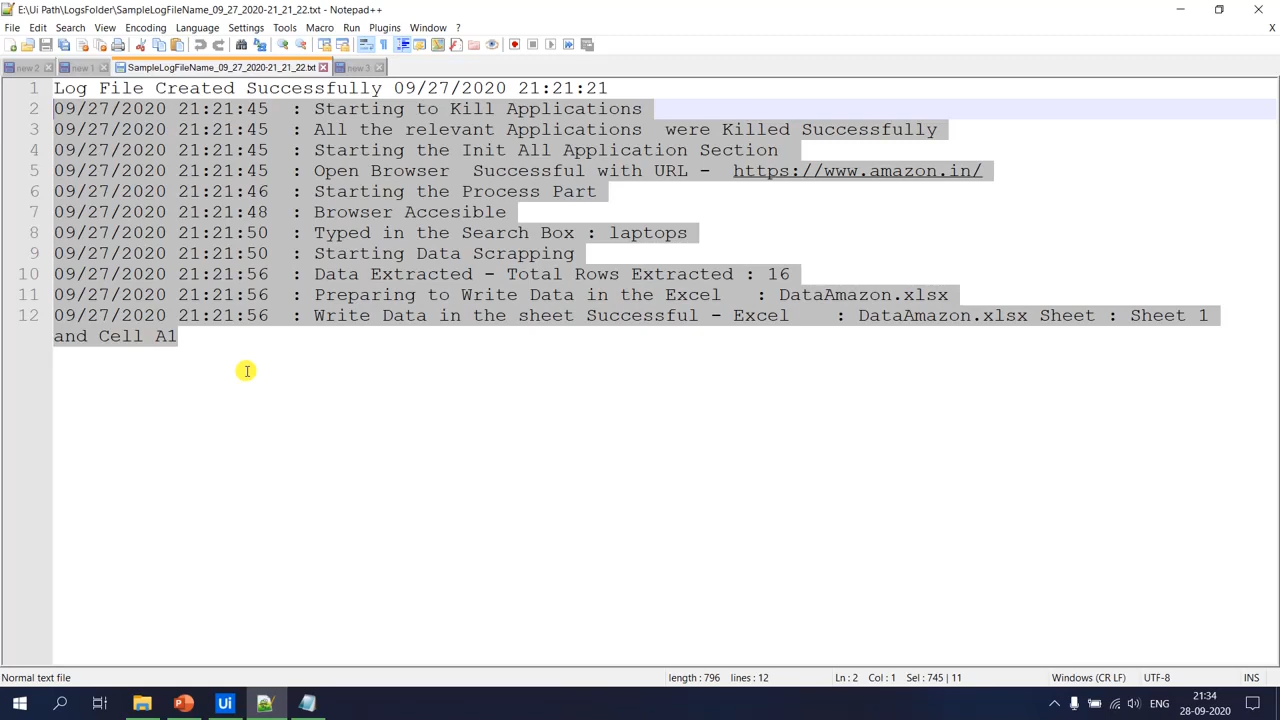 E:\Ui Path\LogsFolder\SampleLogFileName_09_27_2020-21_21_22.txt - Notepad++
File Edit Search View Encoding Language Settings Tools Macro Run Plugins Window ? X
new 2 new 1 SampleLogFileName_09_27_2020-21_21_22.txt new 3
1 Log File Created Successfully 09/27/2020 21:21:21
2 09/27/2020 21:21:45 : Starting to Kill Applications
3 09/27/2020 21:21:45 : All the relevant Applications were Killed Successfully
4 09/27/2020 21:21:45 : Starting the Init All Application Section
5 09/27/2020 21:21:45 : Open Browser Successful with URL - https://www.amazon.in/
6 09/27/2020 21:21:46 : Starting the Process Part
7 09/27/2020 21:21:48 : Browser Accesible
8 09/27/2020 21:21:50 : Typed in the Search Box : laptops
9 09/27/2020 21:21:50 : Starting Data Scrapping
10 09/27/2020 21:21:56 : Data Extracted - Total Rows Extracted : 16
11 09/27/2020 21:21:56 : Preparing to Write Data in the Excel : DataAmazon.xlsx
12 09/27/2020 21:21:56 : Write Data in the sheet Successful - Excel : DataAmazon.xlsx Sheet : Sheet 1
and Cell A1
Normal text file length : 796 lines : 12 Ln : 2 Col : 1 Sel : 745 | 11 Windows (CR LF) UTF-8 INS
Ui ENG 21:34
28-09-2020